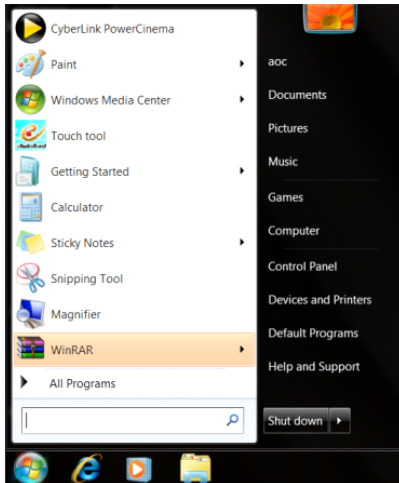 CyberLink PowerCinema
Paint
Windows Media Center
Touch tool
Getting Started
Calculator
Sticky Notes
Snipping Tool
Magnifier
WinRAR
All Programs
aoc
Documents
Pictures
Music
Games
Computer
Control Panel
Devices and Printers
Default Programs
Help and Support
Shut down